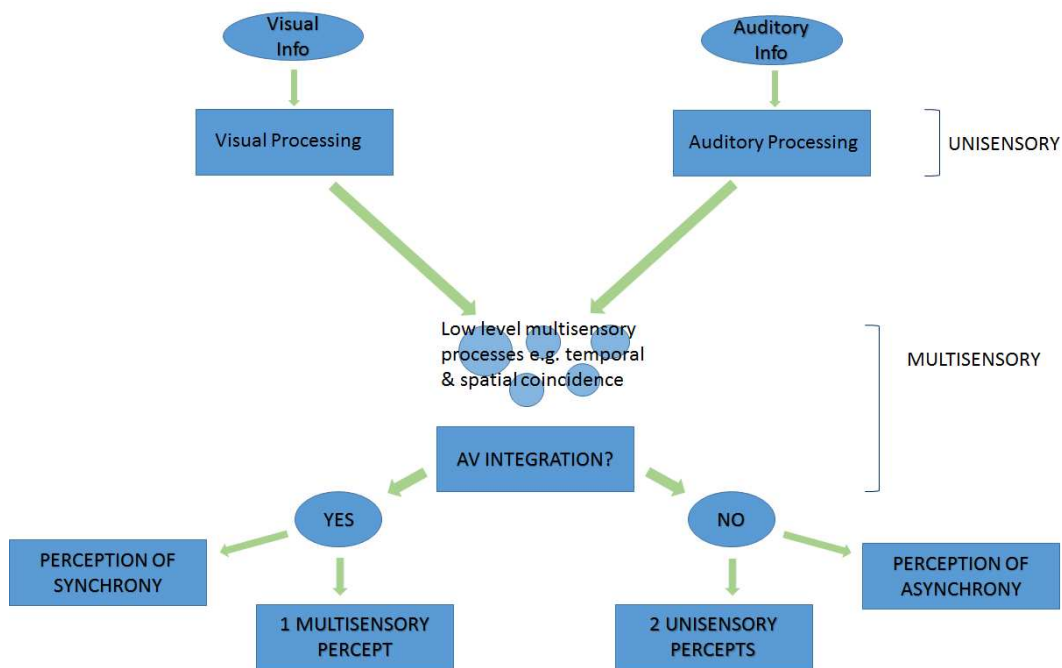 Visual
Info
Auditory
Info
Visual Processing
Auditory Processing
UNISENSORY
Low level multisensory
processes e.g. temporal
& spatial coincidence
MULTISENSORY
AV INTEGRATION?
YES
NO
PERCEPTION OF
SYNCHRONY
1 MULTISENSORY
PERCEPT
2 UNISENSORY
PERCEPTS
PERCEPTION OF
ASYNCHRONY